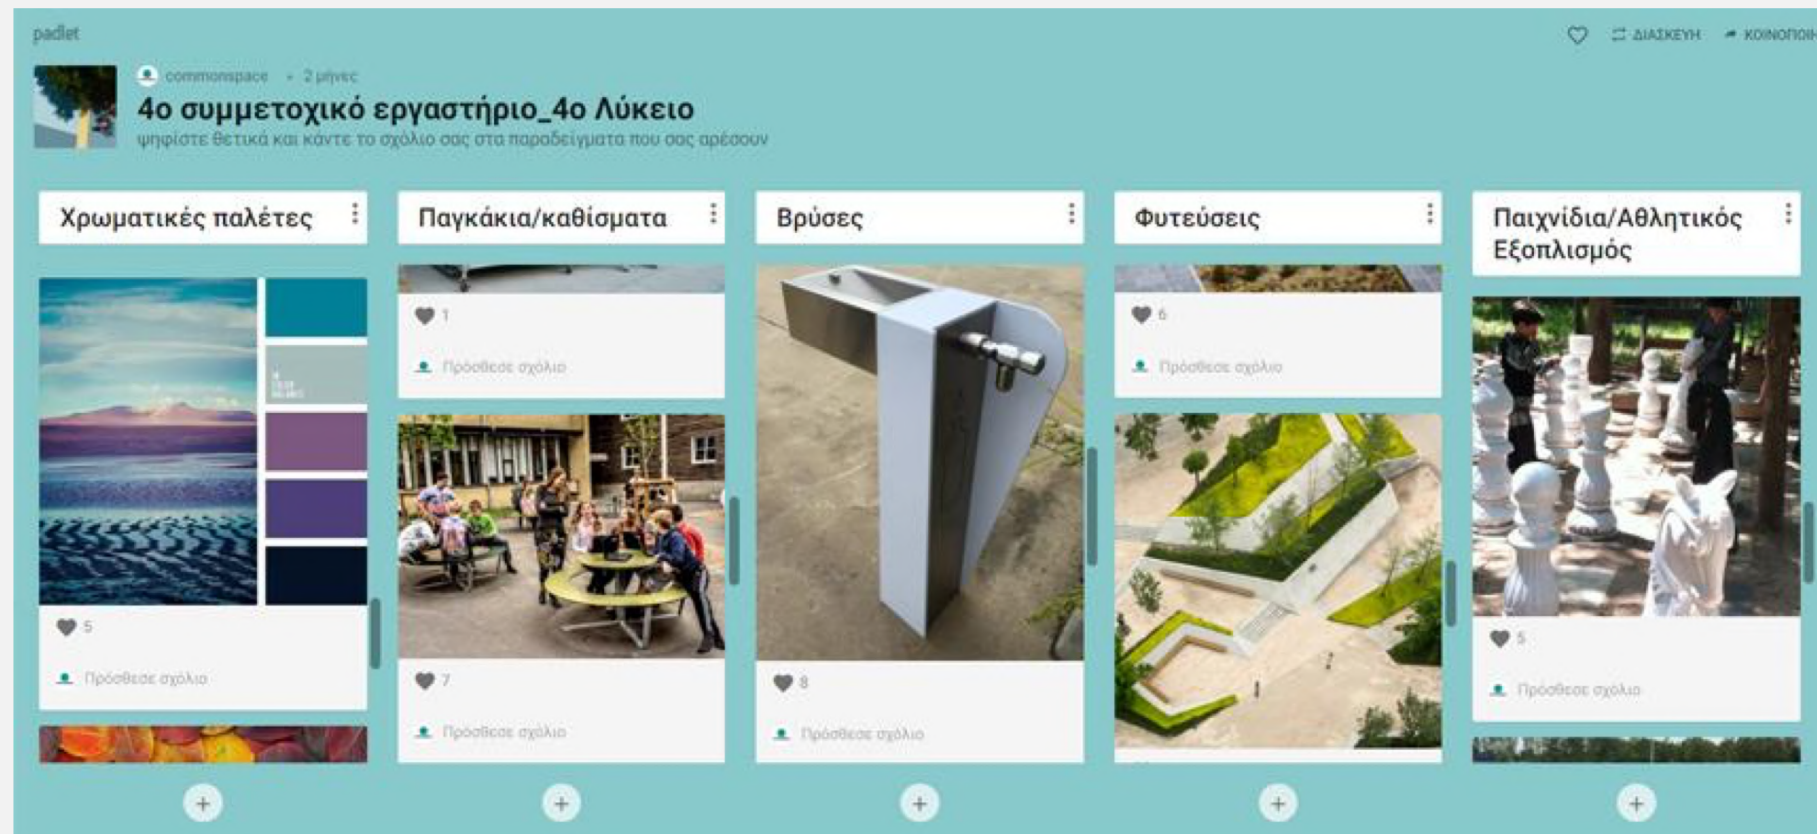 padlet
ΔΙΑΣΚΕΥΗ
ΚΟΙΝΟΠΟΙΗ
commonspace • 2 μήνες
4ο συμμετοχικό εργαστήριο_4ο Λύκειο
ψηφίστε θετικά και κάντε το σχόλιο σας στα παραδείγματα που σας αρέσουν
Χρωματικές παλέτες
5
Πρόσθεσε σχόλιο
Παγκάκια/καθίσματα
1
Πρόσθεσε σχόλιο
7
Πρόσθεσε σχόλιο
Βρύσες
8
Πρόσθεσε σχόλιο
Φυτεύσεις
6
Πρόσθεσε σχόλιο
Παιχνίδια/Αθλητικός
Εξοπλισμός
5
Πρόσθεσε σχόλιο